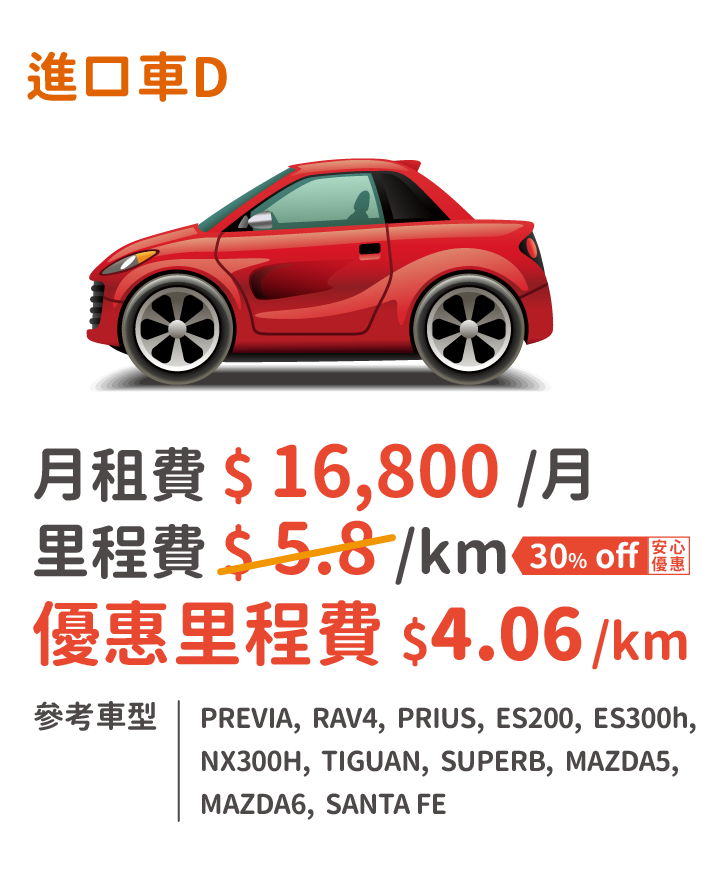 進口車D
月租費 $ 16,800 /月
里程費 $ 5.8 /km 30% off 安心優惠
優惠里程費 $4.06 /km
參考車型 PREVIA, RAV4, PRIUS, ES200, ES300h,
NX300H, TIGUAN, SUPERB, MAZDA5,
MAZDA6, SANTA FE